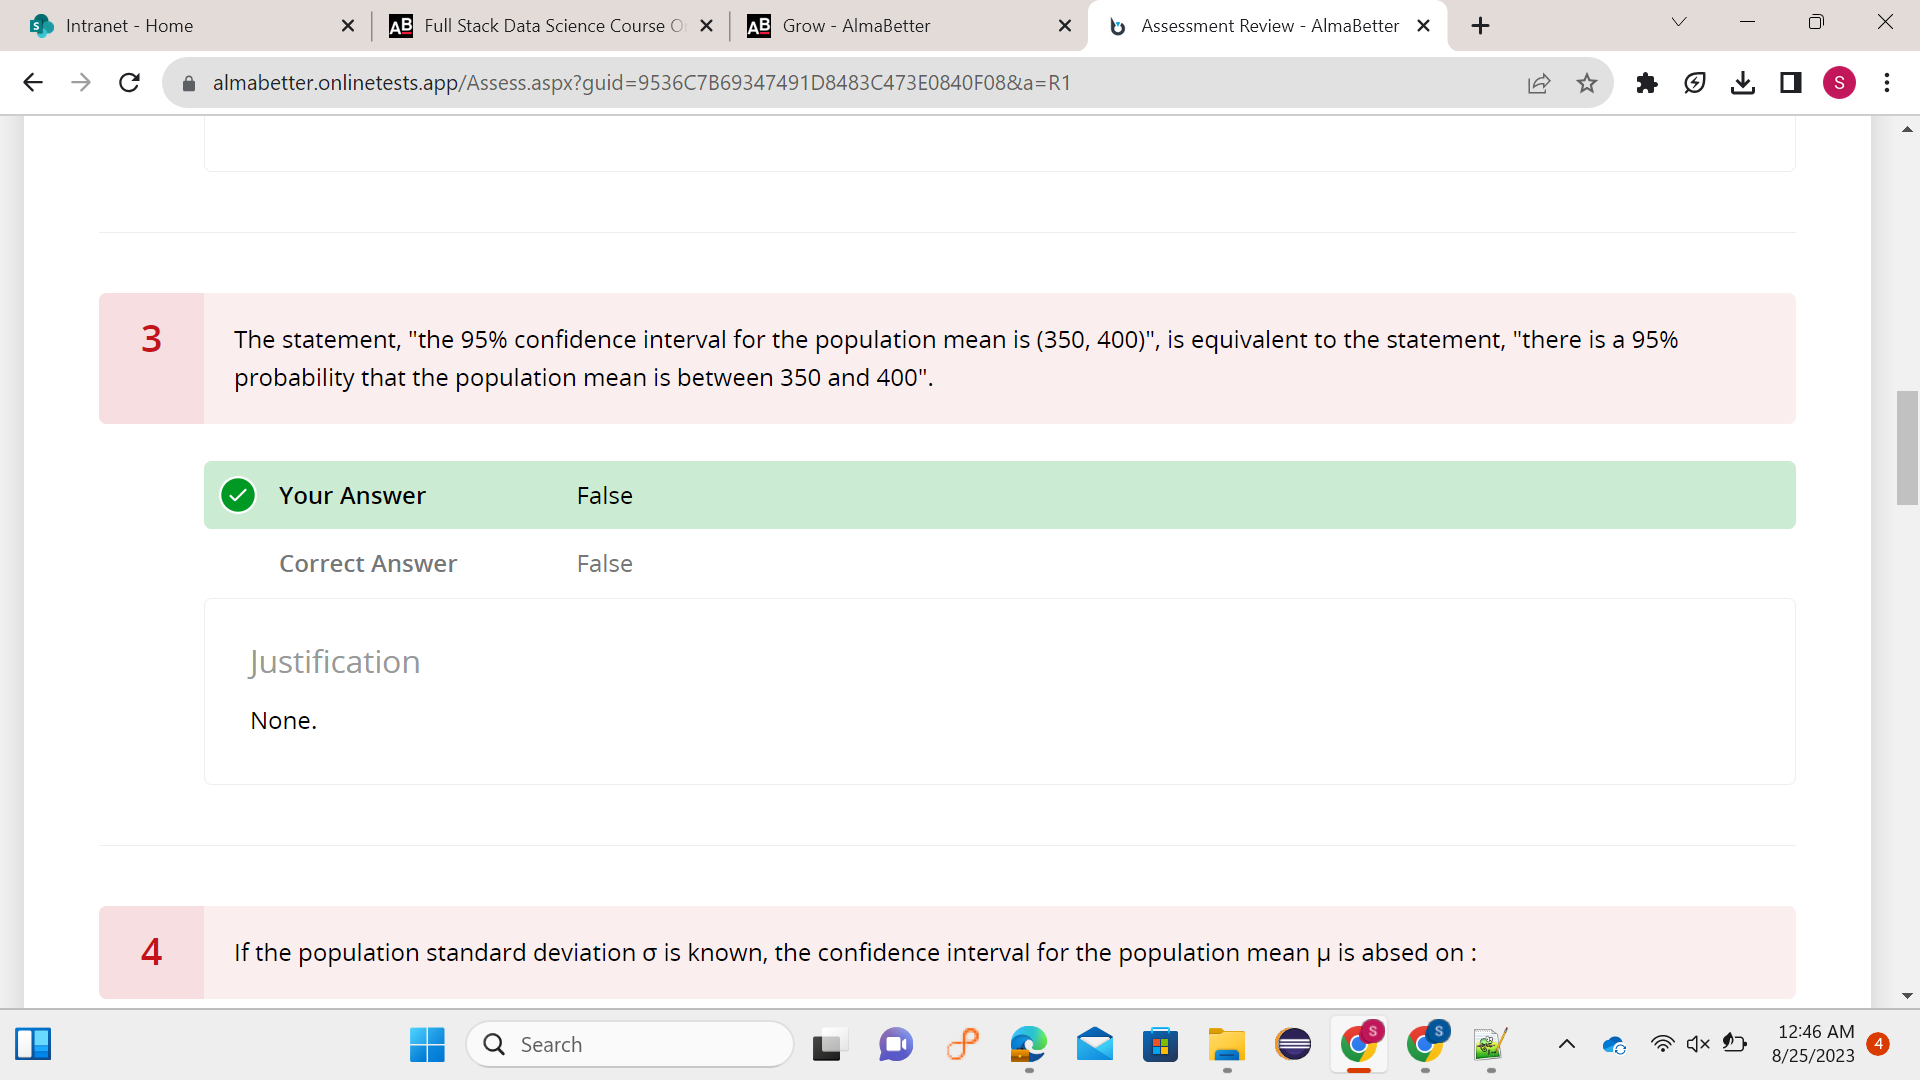 Intranet - Home
AB Full Stack Data Science Course O
AB Grow - AlmaBetter
Assessment Review - AlmaBetter
almabetter.onlinetests.app/Assess.aspx?guid=9536C7B69347491D8483C473E0840F08&a=R1
S
3
The statement, "the 95% confidence interval for the population mean is (350, 400)", is equivalent to the statement, "there is a 95%
probability that the population mean is between 350 and 400".
Your Answer False
Correct Answer False
Justification
None.
4
If the population standard deviation σ is known, the confidence interval for the population mean μ is absed on :
Search
S
S
12:46 AM
8/25/2023
4